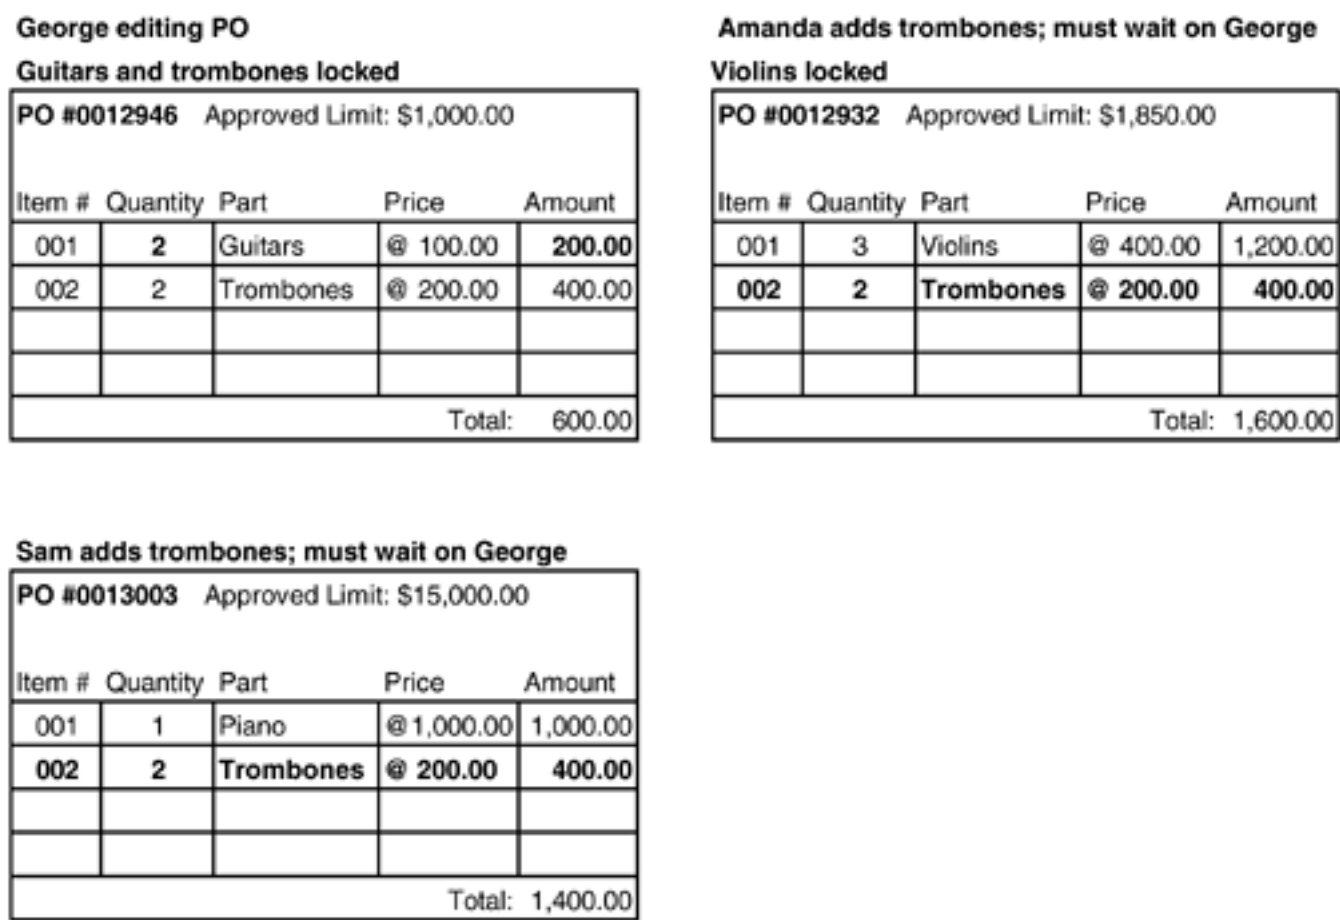 George editing PO
Guitars and trombones locked
PO #0012946 Approved Limit: $1,000.00
Item # Quantity Part Price Amount
001 2 Guitars @ 100.00 200.00
002 2 Trombones @ 200.00 400.00
Total: 600.00
Amanda adds trombones; must wait on George
Violins locked
PO #0012932 Approved Limit: $1,850.00
Item # Quantity Part Price Amount
001 3 Violins @ 400.00 1,200.00
002 2 Trombones @ 200.00 400.00
Total: 1,600.00
Sam adds trombones; must wait on George
PO #0013003 Approved Limit: $15,000.00
Item # Quantity Part Price Amount
001 1 Piano @1,000.00 1,000.00
002 2 Trombones @ 200.00 400.00
Total: 1,400.00